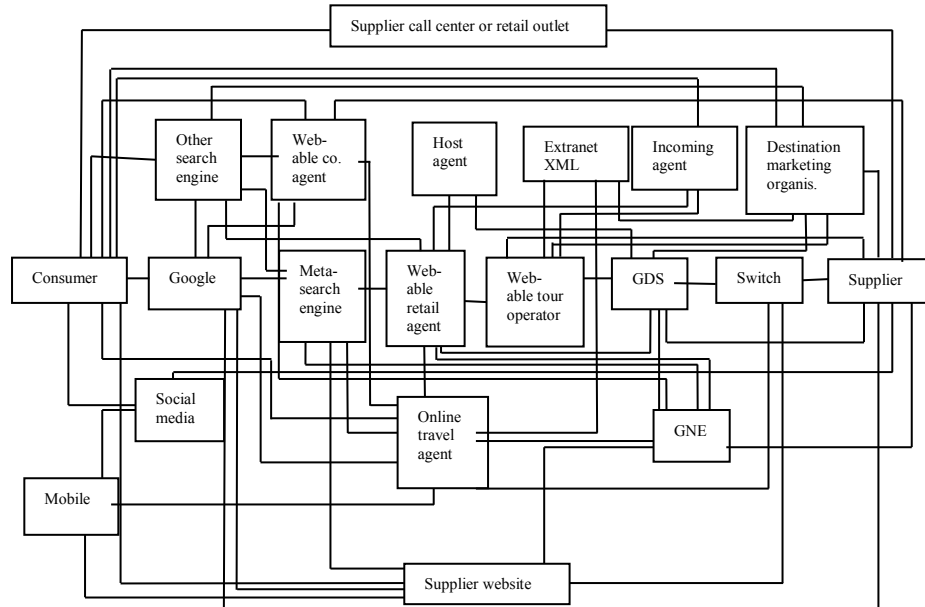 Supplier call center or retail outlet
Other
search
engine
Web-
able co.
agent
Host
agent
Extranet
XML
Incoming
agent
Destination
marketing
organis.
Consumer
Google
Meta-
search
engine
Web-
able
retail
agent
Web-
able tour
operator
GDS
Switch
Supplier
Social
media
Online
travel
agent
GNE
Mobile
Supplier website